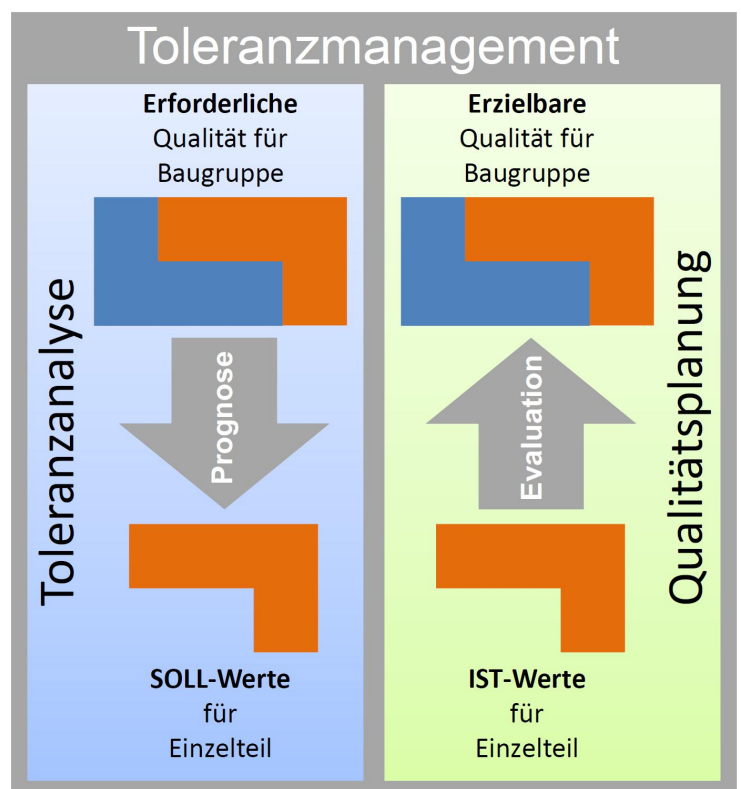 Toleranzmanagement
Toleranzanalyse
Erforderliche
Qualität für
Baugruppe
Prognose
SOLL-Werte
für
Einzelteil
Erzielbare
Qualität für
Baugruppe
Evaluation
IST-Werte
für
Einzelteil
Qualitätsplanung